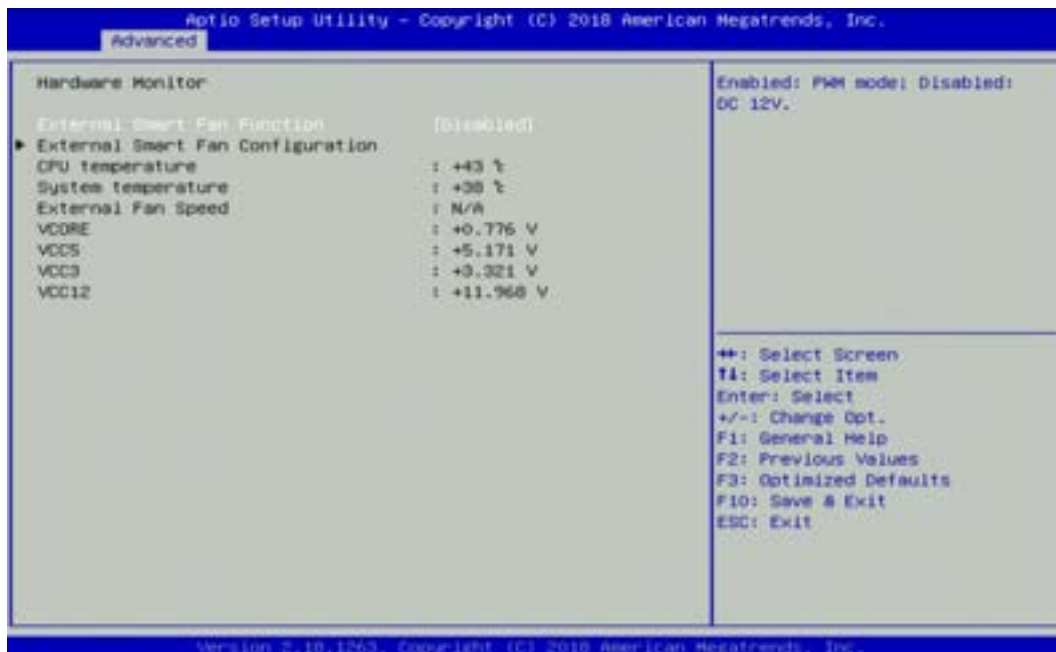 Aptio Setup Utility – Copyright (C) 2018 American Megatrends, Inc.
Advanced
Hardware Monitor
External Smart Fan Function [Disabled]
► External Smart Fan Configuration
CPU temperature : +43 ℃
System temperature : +38 ℃
External Fan Speed : N/A
VCORE : +0.776 V
VCC5 : +5.171 V
VCC3 : +3.321 V
VCC12 : +11.968 V
Enabled: PWM mode; Disabled:
DC 12V.
→←: Select Screen
↑↓: Select Item
Enter: Select
+/-: Change Opt.
F1: General Help
F2: Previous Values
F3: Optimized Defaults
F10: Save & Exit
ESC: Exit
Version 2.18.1263. Copyright (C) 2018 American Megatrends, Inc.